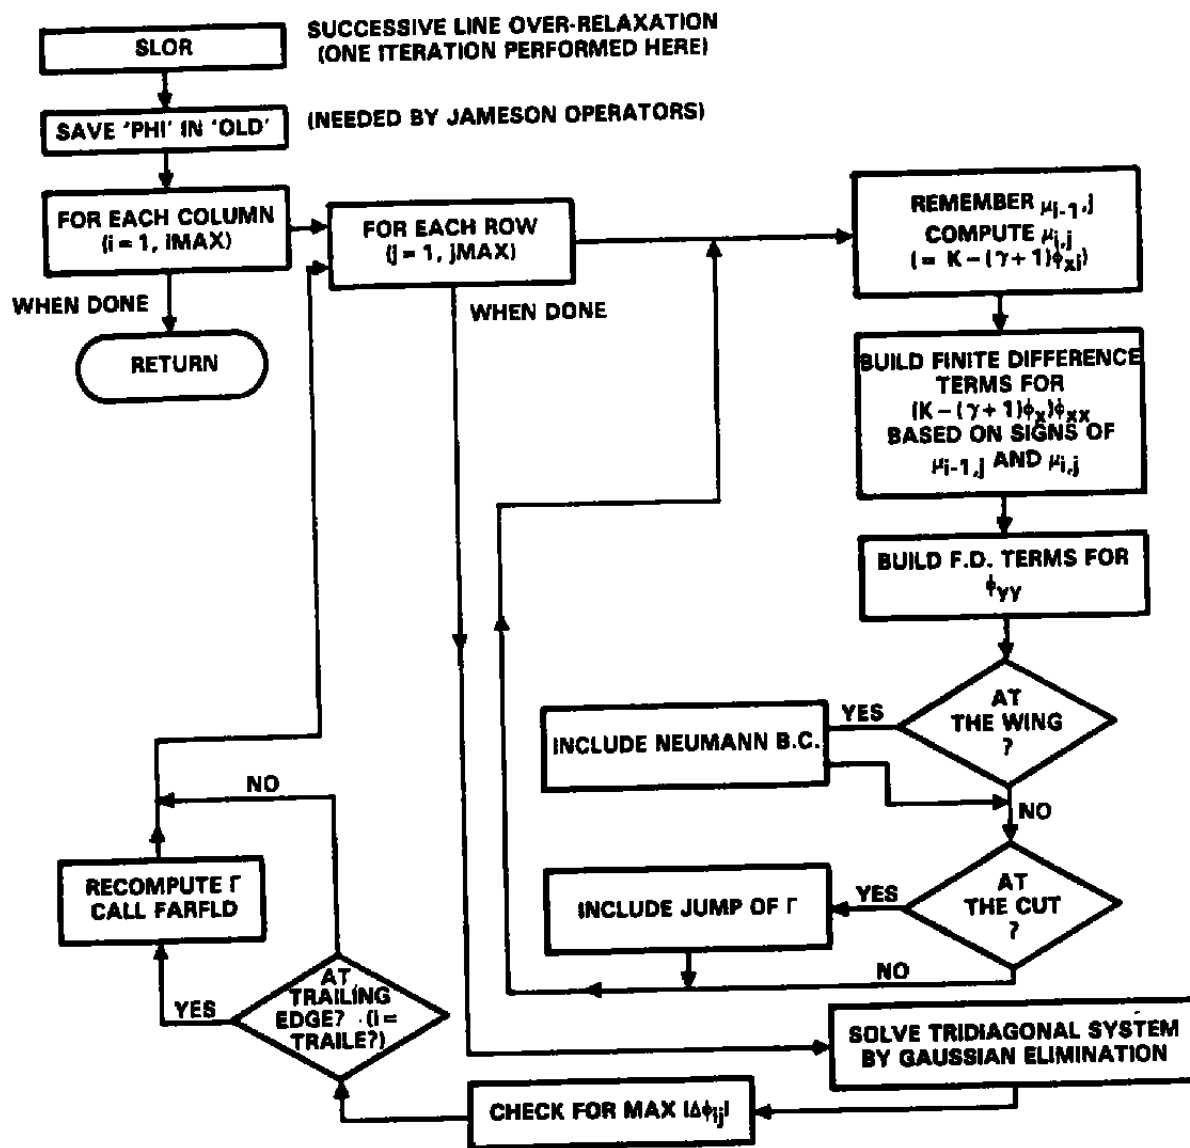 SLOR
SUCCESSIVE LINE OVER-RELAXATION
(ONE ITERATION PERFORMED HERE)
SAVE 'PHI' IN 'OLD'
(NEEDED BY JAMESON OPERATORS)
FOR EACH COLUMN
(i = 1, iMAX)
WHEN DONE
RETURN
FOR EACH ROW
(j = 1, jMAX)
WHEN DONE
REMEMBER μi-1,j
COMPUTE μi,j
(= K − (γ + 1)ϕxi)
BUILD FINITE DIFFERENCE
TERMS FOR
(K − (γ + 1)ϕx)ϕxx
BASED ON SIGNS OF
μi-1,j AND μi,j
BUILD F.D. TERMS FOR
ϕyy
AT
THE WING
?
YES
INCLUDE NEUMANN B.C.
NO
AT
THE CUT
?
YES
INCLUDE JUMP OF Γ
NO
SOLVE TRIDIAGONAL SYSTEM
BY GAUSSIAN ELIMINATION
CHECK FOR MAX |Δϕij|
AT
TRAILING
EDGE? (i =
TRAILE?)
YES
RECOMPUTE Γ
CALL FARFLD
NO